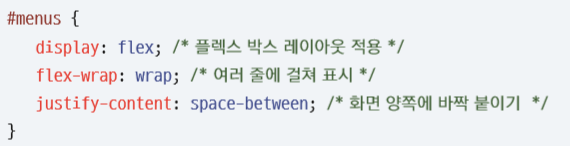 #menus {
display: flex; /* 플렉스 박스 레이아웃 적용 */
flex-wrap: wrap; /* 여러 줄에 걸쳐 표시 */
justify-content: space-between; /* 화면 양쪽에 바짝 붙이기 */
}